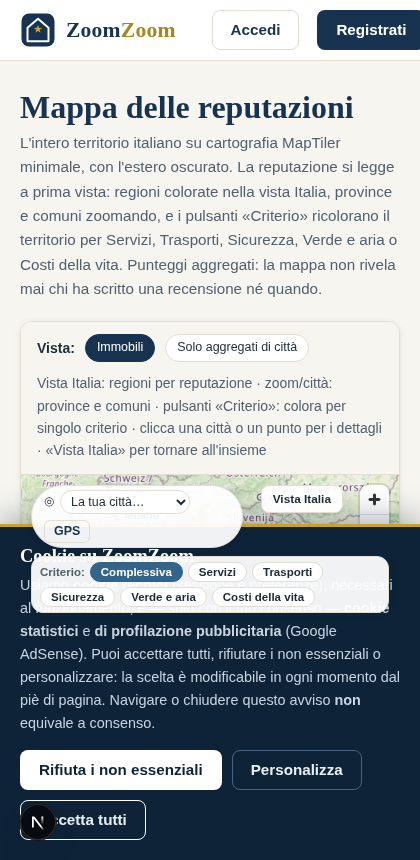 ZoomZoom
Accedi
Registrati
Mappa delle reputazioni
L'intero territorio italiano su cartografia MapTiler
minimale, con l'estero oscurato. La reputazione si legge
a prima vista: regioni colorate nella vista Italia, province
e comuni zoomando, e i pulsanti «Criterio» ricolorano il
territorio per Servizi, Trasporti, Sicurezza, Verde e aria o
Costi della vita. Punteggi aggregati: la mappa non rivela
mai chi ha scritto una recensione né quando.
Vista:
Immobili
Solo aggregati di città
Vista Italia: regioni per reputazione · zoom/città:
province e comuni · pulsanti «Criterio»: colora per
singolo criterio · clicca una città o un punto per i dettagli
· «Vista Italia» per tornare all'insieme
Schweiz /
◎ La tua città…
Vista Italia
+
GPS
Cookie su ZoomZoom
Criterio:
Complessiva
Servizi
Trasporti
Sicurezza
Verde e aria
Costi della vita
statistici e di profilazione pubblicitaria (Google
AdSense). Puoi accettare tutti, rifiutare i non essenziali o
personalizzare: la scelta è modificabile in ogni momento dal
piè di pagina. Navigare o chiudere questo avviso non
equivale a consenso.
Rifiuta i non essenziali
Personalizza
ccetta tutti
N